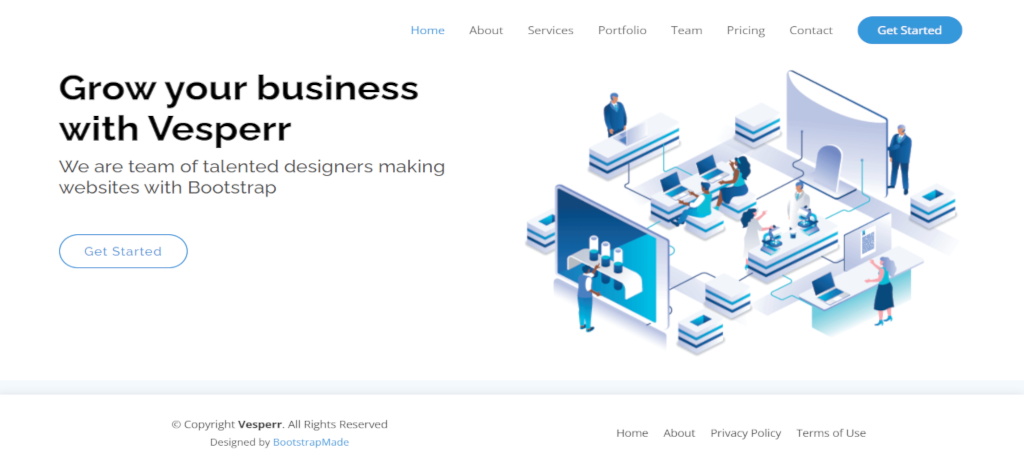 Home About Services Portfolio Team Pricing Contact Get Started
Grow your business
with Vesperr
We are team of talented designers making
websites with Bootstrap
Get Started
© Copyright Vesperr. All Rights Reserved
Designed by BootstrapMade
Home About Privacy Policy Terms of Use